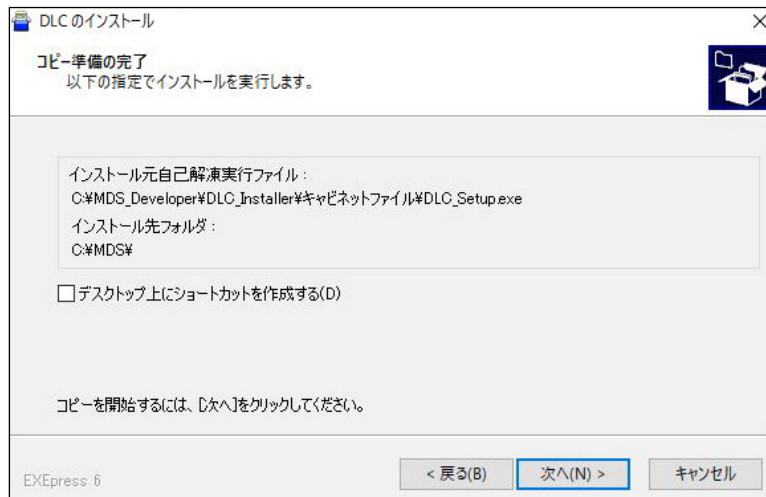 DLC のインストール
コピー準備の完了
以下の指定でインストールを実行します。
インストール元自己解凍実行ファイル :
C:¥MDS_Developer¥DLC_Installer¥キャビネットファイル¥DLC_Setup.exe
インストール先フォルダ :
C:¥MDS¥
デスクトップ上にショートカットを作成する(D)
コピーを開始するには、[次へ]をクリックしてください。
EXEpress 6
< 戻る(B)
次へ(N) >
キャンセル